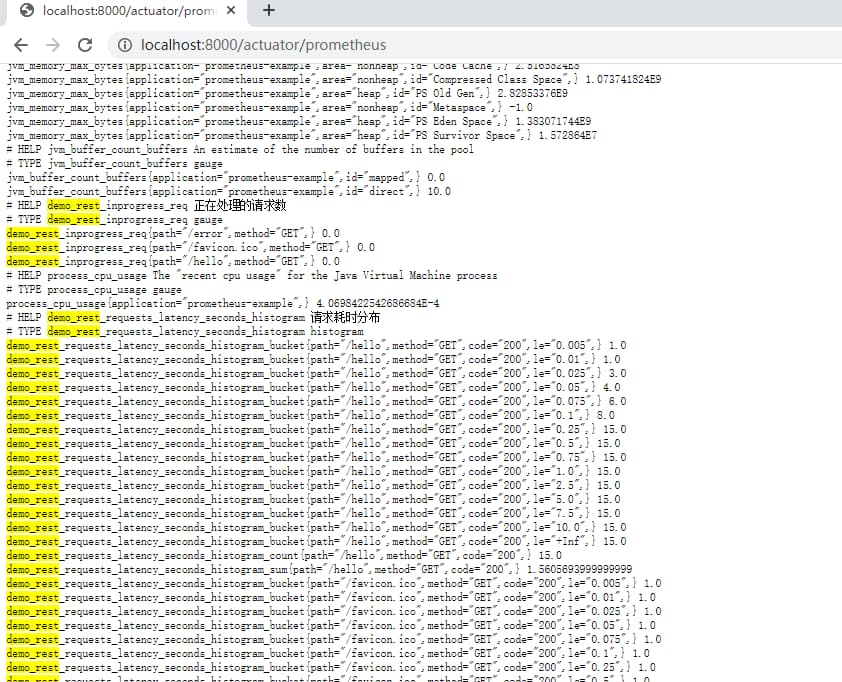 localhost:8000/actuator/prom
localhost:8000/actuator/prometheus
jvm_memory_max_bytes{application="prometheus-example",area="nonheap",id="Code Cache",}
jvm_memory_max_bytes{application="prometheus-example",area="nonheap",id="Compressed Class Space",} 1.073741824E9
jvm_memory_max_bytes{application="prometheus-example",area="heap",id="PS Old Gen",} 2.82853376E9
jvm_memory_max_bytes{application="prometheus-example",area="nonheap",id="Metaspace",} -1.0
jvm_memory_max_bytes{application="prometheus-example",area="heap",id="PS Eden Space",} 1.383071744E9
jvm_memory_max_bytes{application="prometheus-example",area="heap",id="PS Survivor Space",} 1.572864E7
# HELP jvm_buffer_count_buffers An estimate of the number of buffers in the pool
# TYPE jvm_buffer_count_buffers gauge
jvm_buffer_count_buffers{application="prometheus-example",id="mapped",} 0.0
jvm_buffer_count_buffers{application="prometheus-example",id="direct",} 10.0
# HELP demo_rest_inprogress_req 正在处理的请求数
# TYPE demo_rest_inprogress_req gauge
demo_rest_inprogress_req{path="/error",method="GET",} 0.0
demo_rest_inprogress_req{path="/favicon.ico",method="GET",} 0.0
demo_rest_inprogress_req{path="/hello",method="GET",} 0.0
# HELP process_cpu_usage The "recent cpu usage" for the Java Virtual Machine process
# TYPE process_cpu_usage gauge
process_cpu_usage{application="prometheus-example",} 4.0698422542686684E-4
# HELP demo_rest_requests_latency_seconds_histogram 请求耗时分布
# TYPE demo_rest_requests_latency_seconds_histogram histogram
demo_rest_requests_latency_seconds_histogram_bucket{path="/hello",method="GET",code="200",le="0.005",} 1.0
demo_rest_requests_latency_seconds_histogram_bucket{path="/hello",method="GET",code="200",le="0.01",} 1.0
demo_rest_requests_latency_seconds_histogram_bucket{path="/hello",method="GET",code="200",le="0.025",} 3.0
demo_rest_requests_latency_seconds_histogram_bucket{path="/hello",method="GET",code="200",le="0.05",} 4.0
demo_rest_requests_latency_seconds_histogram_bucket{path="/hello",method="GET",code="200",le="0.075",} 6.0
demo_rest_requests_latency_seconds_histogram_bucket{path="/hello",method="GET",code="200",le="0.1",} 8.0
demo_rest_requests_latency_seconds_histogram_bucket{path="/hello",method="GET",code="200",le="0.25",} 15.0
demo_rest_requests_latency_seconds_histogram_bucket{path="/hello",method="GET",code="200",le="0.5",} 15.0
demo_rest_requests_latency_seconds_histogram_bucket{path="/hello",method="GET",code="200",le="0.75",} 15.0
demo_rest_requests_latency_seconds_histogram_bucket{path="/hello",method="GET",code="200",le="1.0",} 15.0
demo_rest_requests_latency_seconds_histogram_bucket{path="/hello",method="GET",code="200",le="2.5",} 15.0
demo_rest_requests_latency_seconds_histogram_bucket{path="/hello",method="GET",code="200",le="5.0",} 15.0
demo_rest_requests_latency_seconds_histogram_bucket{path="/hello",method="GET",code="200",le="7.5",} 15.0
demo_rest_requests_latency_seconds_histogram_bucket{path="/hello",method="GET",code="200",le="10.0",} 15.0
demo_rest_requests_latency_seconds_histogram_bucket{path="/hello",method="GET",code="200",le="+Inf",} 15.0
demo_rest_requests_latency_seconds_histogram_count{path="/hello",method="GET",code="200",} 15.0
demo_rest_requests_latency_seconds_histogram_sum{path="/hello",method="GET",code="200",} 1.5605693999999999
demo_rest_requests_latency_seconds_histogram_bucket{path="/favicon.ico",method="GET",code="200",le="0.005",} 1.0
demo_rest_requests_latency_seconds_histogram_bucket{path="/favicon.ico",method="GET",code="200",le="0.01",} 1.0
demo_rest_requests_latency_seconds_histogram_bucket{path="/favicon.ico",method="GET",code="200",le="0.025",} 1.0
demo_rest_requests_latency_seconds_histogram_bucket{path="/favicon.ico",method="GET",code="200",le="0.05",} 1.0
demo_rest_requests_latency_seconds_histogram_bucket{path="/favicon.ico",method="GET",code="200",le="0.075",} 1.0
demo_rest_requests_latency_seconds_histogram_bucket{path="/favicon.ico",method="GET",code="200",le="0.1",} 1.0
demo_rest_requests_latency_seconds_histogram_bucket{path="/favicon.ico",method="GET",code="200",le="0.25",} 1.0
demo_rest_requests_latency_seconds_histogram_bucket{path="/favicon.ico",method="GET",code="200",le="0.5",} 1.0